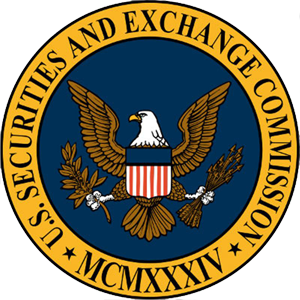 U.S. SECURITIES AND EXCHANGE COMMISSION
MCMXXXIV